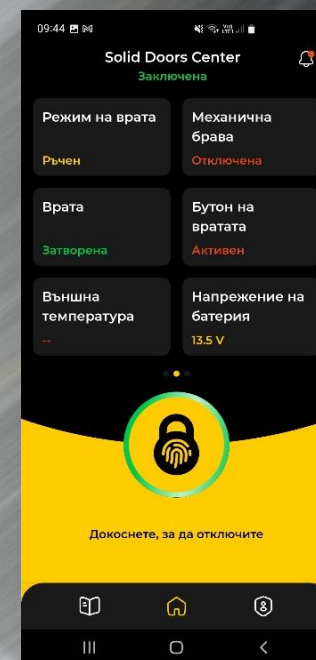 09:44
Solid Doors Center
Заключена
Режим на врата
Ръчен
Механична
брава
Отключена
Врата
Затворена
Бутон на
вратата
Активен
Външна
температура
--
Напрежение на
батерия
13.5 V
Докоснете, за да отключите